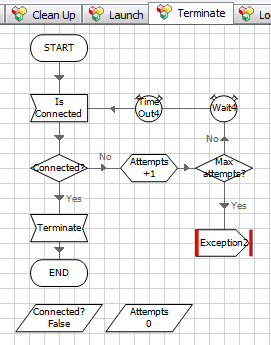 Clean Up
Launch
Terminate
Lo
START
Is
Connected
Time
Out4
Wait4
No
Connected?
No
Attempts
+1
Max
attempts?
Yes
Yes
Terminate
Exception2
END
Connected?
False
Attempts
0